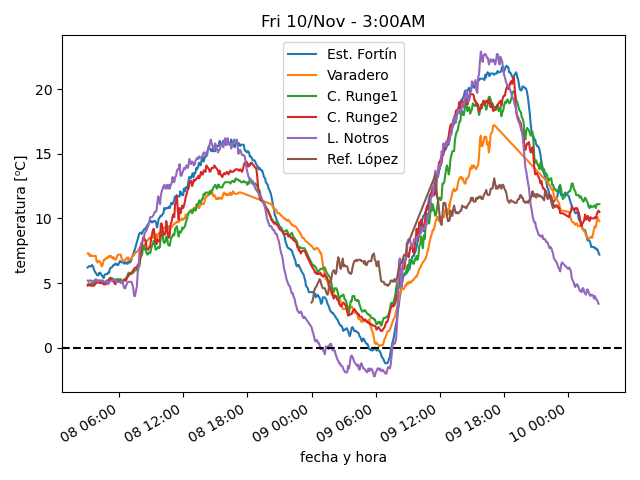 Fri 10/Nov - 3:00AM
Est. Fortín
Varadero
C. Runge1
C. Runge2
L. Notros
Ref. López
temperatura [ºC]
20
15
10
5
0
08 06:00
08 12:00
08 18:00
09 00:00
09 06:00
09 12:00
09 18:00
10 00:00
fecha y hora